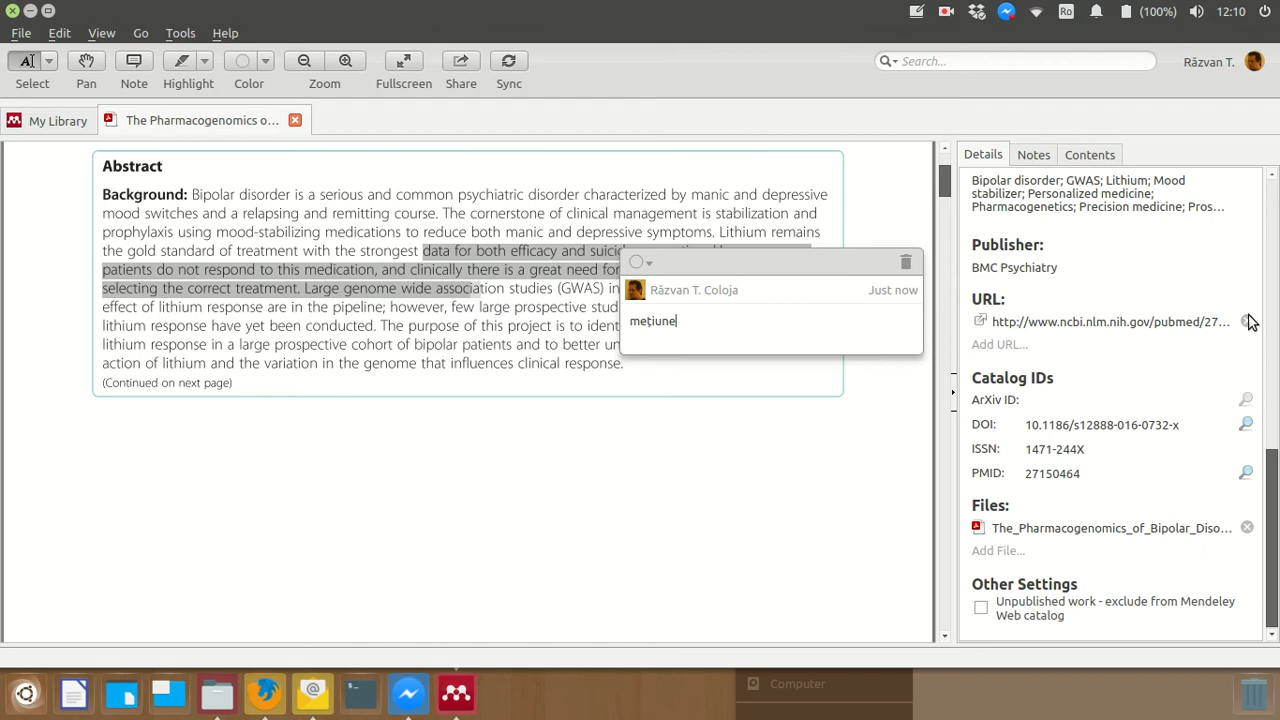 Ro
(100%)
12:10
File Edit View Go Tools Help
Search...
Răzvan T.
Select Pan Note Highlight Color Zoom Fullscreen Share Sync
My Library
The Pharmacogenomics o...
Abstract
Background: Bipolar disorder is a serious and common psychiatric disorder characterized by manic and depressive
mood switches and a relapsing and remitting course. The cornerstone of clinical management is stabilization and
prophylaxis using mood-stabilizing medications to reduce both manic and depressive symptoms. Lithium remains
the gold standard of treatment with the strongest data for both efficacy and suici
patients do not respond to this medication, and clinically there is a great need for
selecting the correct treatment. Large genome wide association studies (GWAS) in
effect of lithium response are in the pipeline; however, few large prospective stud
lithium response have yet been conducted. The purpose of this project is to ident
lithium response in a large prospective cohort of bipolar patients and to better un
action of lithium and the variation in the genome that influences clinical response.
(Continued on next page)
Răzvan T. Coloja
Just now
mețiune
Details Notes Contents
Bipolar disorder; GWAS; Lithium; Mood
stabilizer; Personalized medicine;
Pharmacogenetics; Precision medicine; Pros...
Publisher:
BMC Psychiatry
URL:
http://www.ncbi.nlm.nih.gov/pubmed/27...
Add URL...
Catalog IDs
ArXiv ID:
DOI: 10.1186/s12888-016-0732-x
ISSN: 1471-244X
PMID: 27150464
Files:
The_Pharmacogenomics_of_Bipolar_Diso...
Add File...
Other Settings
Unpublished work - exclude from Mendeley
Web catalog
Computer